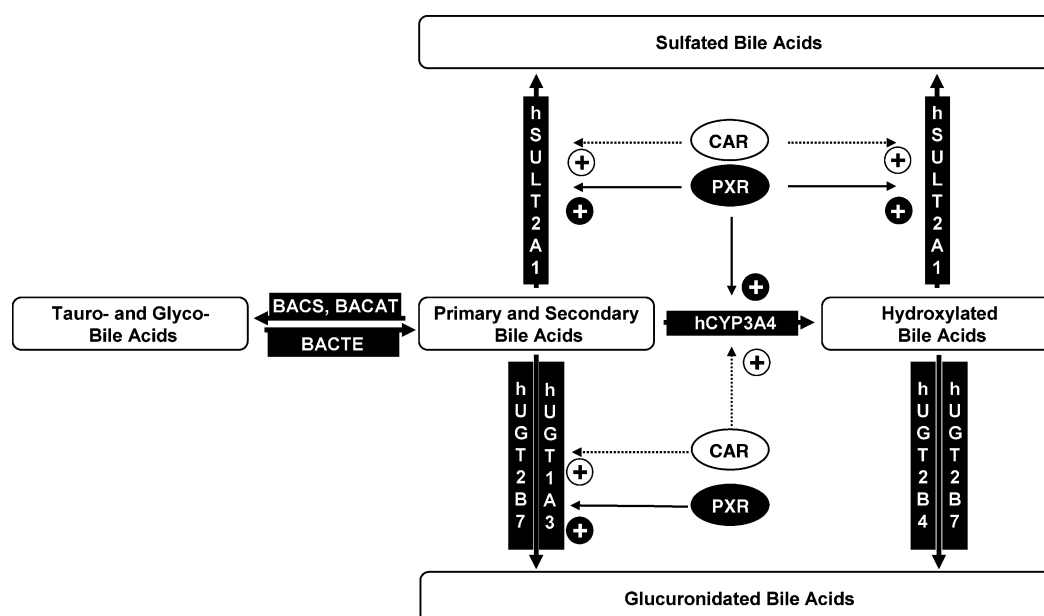 Sulfated Bile Acids
hSULT2A1
CAR
+
+
PXR
+
+
hSULT2A1
+
Tauro- and Glyco-
Bile Acids
BACS, BACAT
BACTE
Primary and Secondary
Bile Acids
hCYP3A4
Hydroxylated
Bile Acids
+
hUGT2B7
hUGT1A3
CAR
+
PXR
+
hUGT2B4
hUGT2B7
Glucuronidated Bile Acids